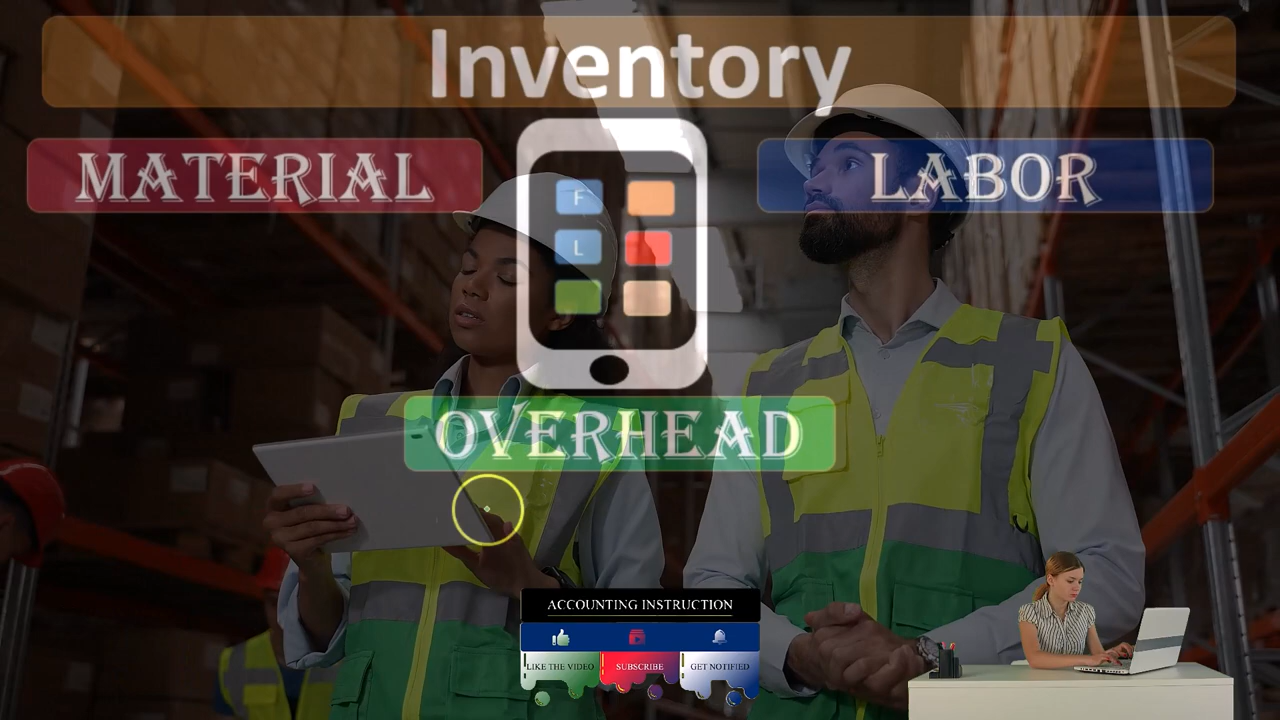 Inventory
MATERIAL
LABOR
F
L
OVERHEAD
ACCOUNTING INSTRUCTION
LIKE THE VIDEO
SUBSCRIBE
GET NOTIFIED